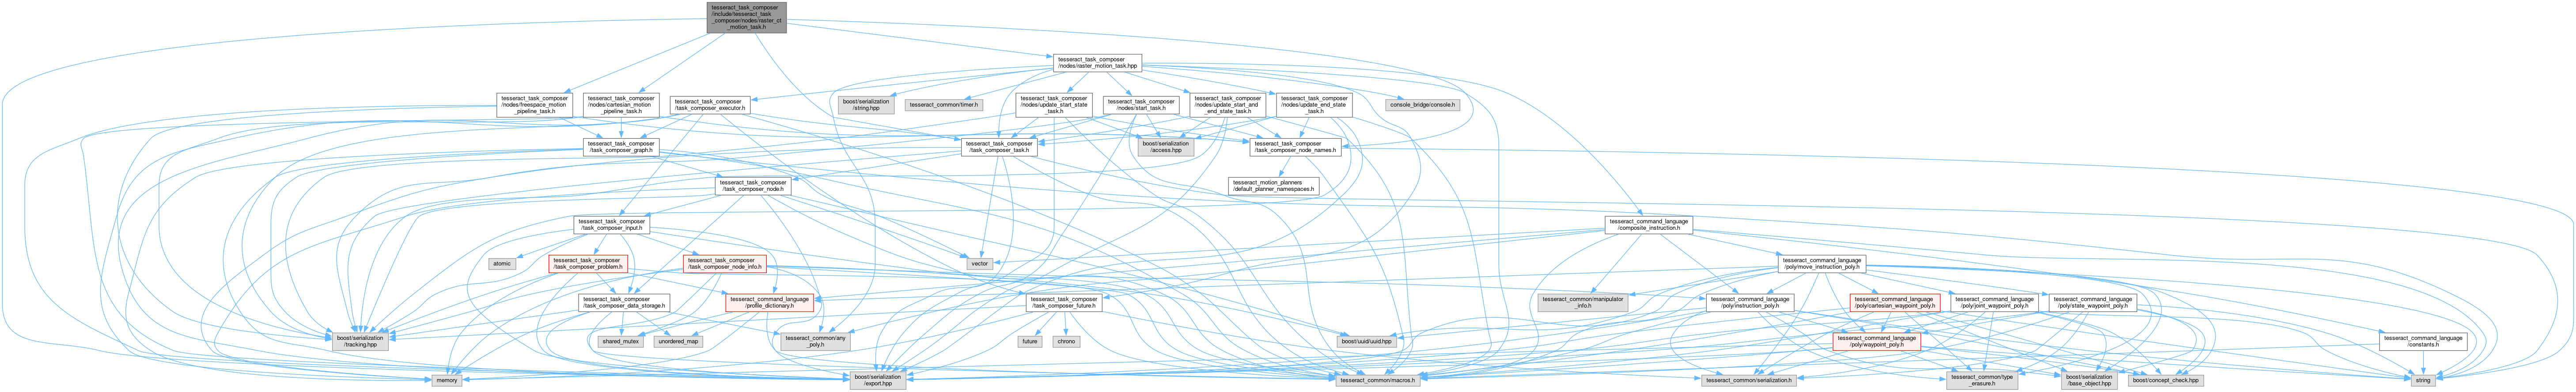 tesseract_task_composer
/include/tesseract_task
_composer/nodes/raster_ct
_motion_task.h
tesseract_task_composer
/nodes/raster_motion_task.hpp
tesseract_task_composer
/nodes/freespace_motion
_pipeline_task.h
tesseract_task_composer
/nodes/cartesian_motion
_pipeline_task.h
tesseract_task_composer
/task_composer_executor.h
boost/serialization
/string.hpp
tesseract_common/timer.h
tesseract_task_composer
/nodes/update_start_state
_task.h
tesseract_task_composer
/nodes/start_task.h
tesseract_task_composer
/nodes/update_start_and
_end_state_task.h
tesseract_task_composer
/nodes/update_end_state
_task.h
console_bridge/console.h
tesseract_task_composer
/task_composer_graph.h
tesseract_task_composer
/task_composer_task.h
boost/serialization
/access.hpp
tesseract_task_composer
/task_composer_node_names.h
tesseract_task_composer
/task_composer_node.h
tesseract_motion_planners
/default_planner_namespaces.h
tesseract_task_composer
/task_composer_input.h
tesseract_command_language
/composite_instruction.h
atomic
tesseract_task_composer
/task_composer_problem.h
tesseract_task_composer
/task_composer_node_info.h
vector
tesseract_command_language
/poly/move_instruction_poly.h
tesseract_task_composer
/task_composer_data_storage.h
tesseract_command_language
/profile_dictionary.h
tesseract_task_composer
/task_composer_future.h
tesseract_common/manipulator
_info.h
tesseract_command_language
/poly/instruction_poly.h
tesseract_command_language
/poly/cartesian_waypoint_poly.h
tesseract_command_language
/poly/joint_waypoint_poly.h
tesseract_command_language
/poly/state_waypoint_poly.h
boost/serialization
/tracking.hpp
shared_mutex
unordered_map
tesseract_common/any
_poly.h
future
chrono
boost/uuid/uuid.hpp
tesseract_command_language
/poly/waypoint_poly.h
tesseract_command_language
/constants.h
memory
boost/serialization
/export.hpp
tesseract_common/macros.h
tesseract_common/serialization.h
tesseract_common/type
_erasure.h
boost/serialization
/base_object.hpp
boost/concept_check.hpp
string